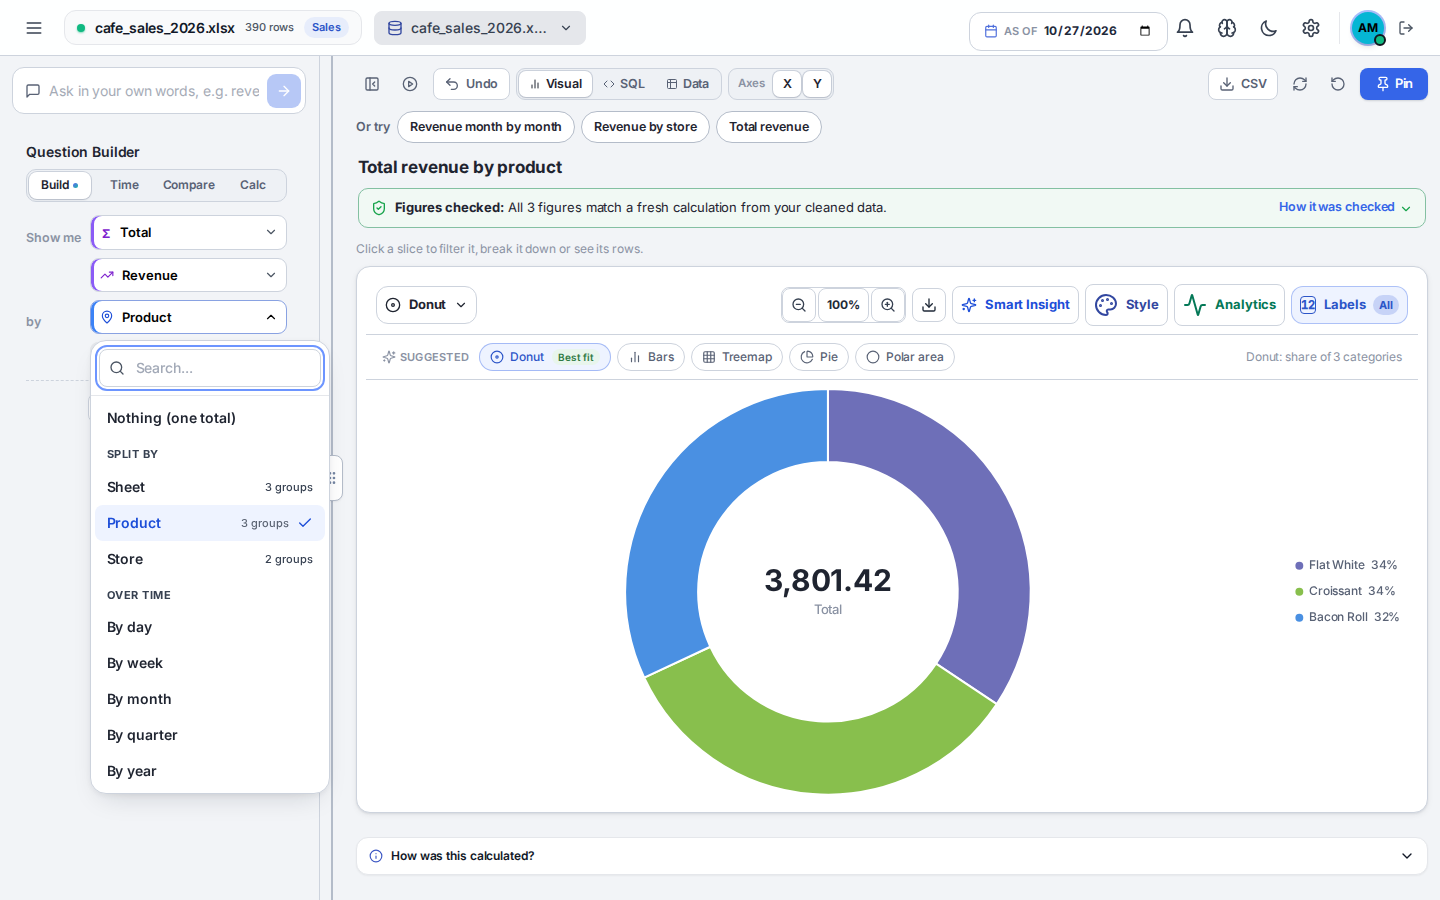 cafe_sales_2026.xlsx 390 rows Sales
cafe_sales_2026.x...
AS OF 10/27/2026
AM
Ask in your own words, e.g. reve
Undo
Visual
SQL
Data
Axes X Y
CSV
Pin
Or try
Revenue month by month
Revenue by store
Total revenue
Question Builder
Build
Time
Compare
Calc
Show me
Σ Total
Revenue
by
Product
Search...
Nothing (one total)
SPLIT BY
Sheet 3 groups
Product 3 groups
Store 2 groups
OVER TIME
By day
By week
By month
By quarter
By year
Total revenue by product
Figures checked: All 3 figures match a fresh calculation from your cleaned data.
How it was checked
Click a slice to filter it, break it down or see its rows.
Donut
100%
Smart Insight
Style
Analytics
12 Labels All
SUGGESTED
Donut Best fit
Bars
Treemap
Pie
Polar area
Donut: share of 3 categories
3,801.42
Total
Flat White 34%
Croissant 34%
Bacon Roll 32%
How was this calculated?